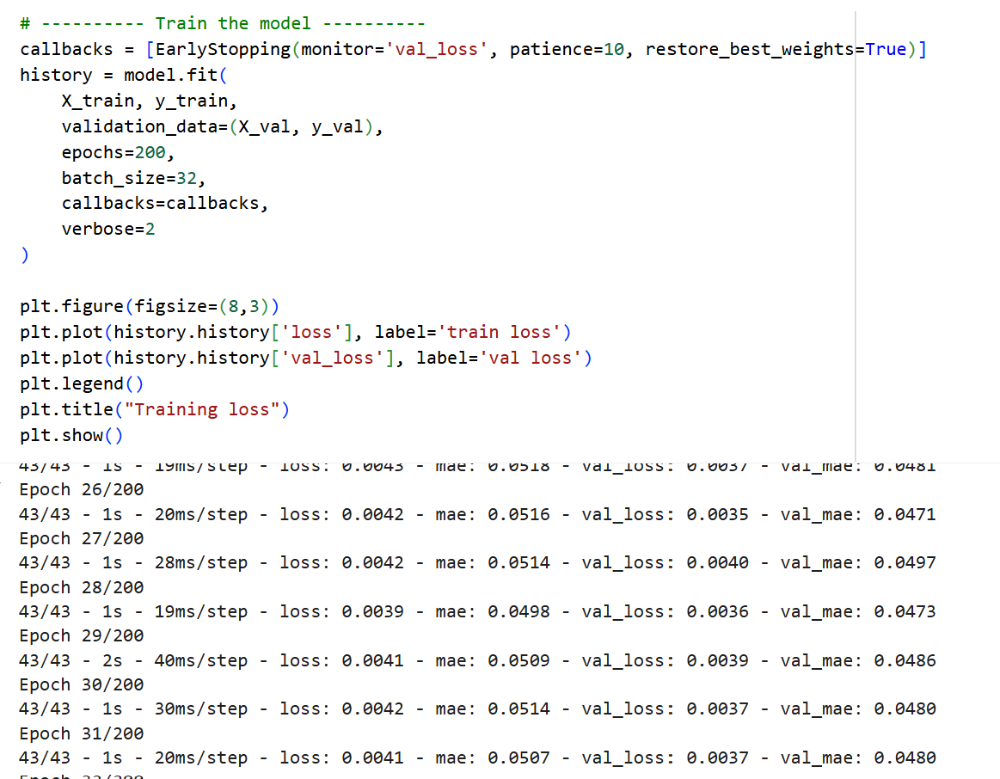 # ---------- Train the model ----------
callbacks = [EarlyStopping(monitor='val_loss', patience=10, restore_best_weights=True)]
history = model.fit(
    X_train, y_train,
    validation_data=(X_val, y_val),
    epochs=200,
    batch_size=32,
    callbacks=callbacks,
    verbose=2
)
plt.figure(figsize=(8,3))
plt.plot(history.history['loss'], label='train loss')
plt.plot(history.history['val_loss'], label='val loss')
plt.legend()
plt.title("Training loss")
plt.show()
43/43 - 1s - 19ms/step - loss: 0.0043 - mae: 0.0518 - val_loss: 0.0037 - val_mae: 0.0481
Epoch 26/200
43/43 - 1s - 20ms/step - loss: 0.0042 - mae: 0.0516 - val_loss: 0.0035 - val_mae: 0.0471
Epoch 27/200
43/43 - 1s - 28ms/step - loss: 0.0042 - mae: 0.0514 - val_loss: 0.0040 - val_mae: 0.0497
Epoch 28/200
43/43 - 1s - 19ms/step - loss: 0.0039 - mae: 0.0498 - val_loss: 0.0036 - val_mae: 0.0473
Epoch 29/200
43/43 - 2s - 40ms/step - loss: 0.0041 - mae: 0.0509 - val_loss: 0.0039 - val_mae: 0.0486
Epoch 30/200
43/43 - 1s - 30ms/step - loss: 0.0042 - mae: 0.0514 - val_loss: 0.0037 - val_mae: 0.0480
Epoch 31/200
43/43 - 1s - 20ms/step - loss: 0.0041 - mae: 0.0507 - val_loss: 0.0037 - val_mae: 0.0480